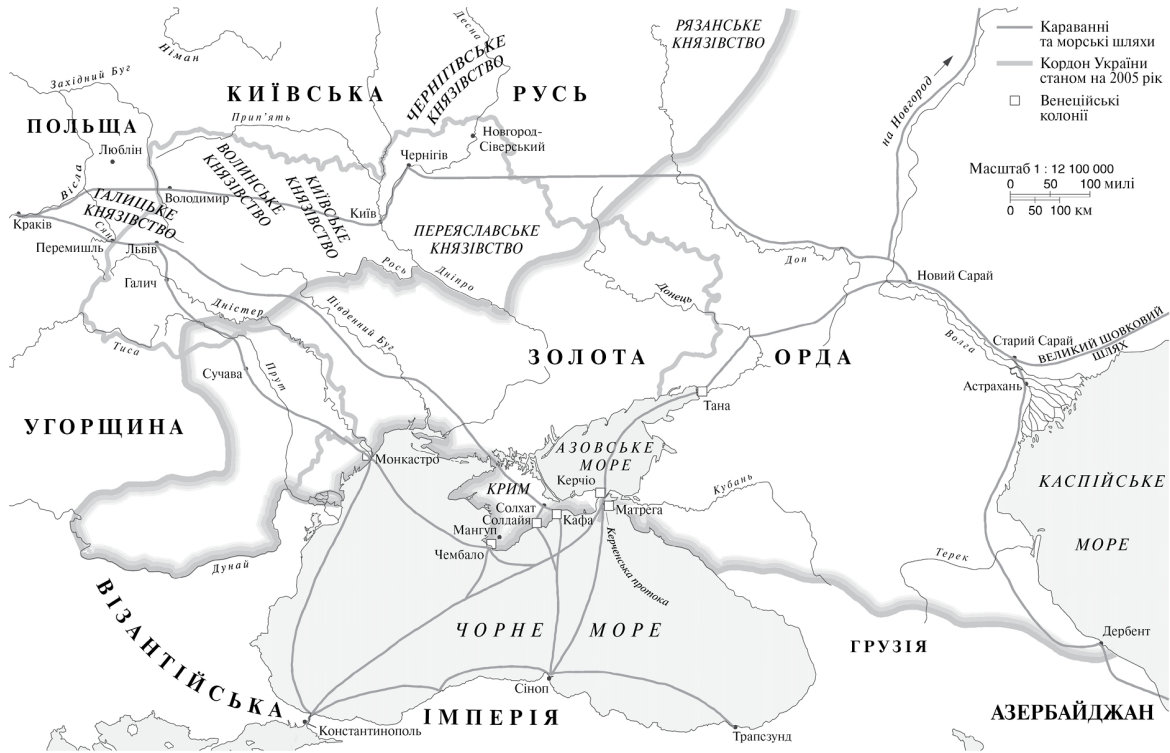 Караванні
та морські шляхи
Кордон України
станом на 2005 рік
Венеційські
колонії
Масштаб 1 : 12 100 000
0 50 100 милі
0 50 100 км
РЯЗАНСЬКЕ
КНЯЗІВСТВО
Десна
Німан
Західний Буг
КИЇВСЬКА РУСЬ
ЧЕРНІГІВСЬКЕ
КНЯЗІВСТВО
на Новгород
ПОЛЬЩА
Прип'ять
Новгород-
Сіверський
Люблін
Чернігів
Вісла
ВОЛИНСЬКЕ
КНЯЗІВСТВО
КИЇВСЬКЕ
КНЯЗІВСТВО
ГАЛИЦЬКЕ
КНЯЗІВСТВО
Володимир
Краків
Київ
Сян
ПЕРЕЯСЛАВСЬКЕ
КНЯЗІВСТВО
Перемишль
Львів
Рось
Дніпро
Дон
Галич
Новий Сарай
Донець
Дністер
Південний Буг
Тиса
Прут
Волга
ЗОЛОТА ОРДА
Старий Сарай
ВЕЛИКИЙ ШОВКОВИЙ
ШЛЯХ
Сучава
Астрахань
Тана
УГОРЩИНА
АЗОВСЬКЕ
МОРЕ
Монкастро
Керчіо
КРИМ
Кубань
КАСПІЙСЬКЕ
МОРЕ
Солхат
Солдайя
Кафа
Матрега
Мангуп
Чембало
Керченська протока
Терек
Дунай
ВІЗАНТІЙСЬКА
ІМПЕРІЯ
ЧОРНЕ МОРЕ
ГРУЗІЯ
Дербент
Сіноп
Константинополь
Трапезунд
АЗЕРБАЙДЖАН